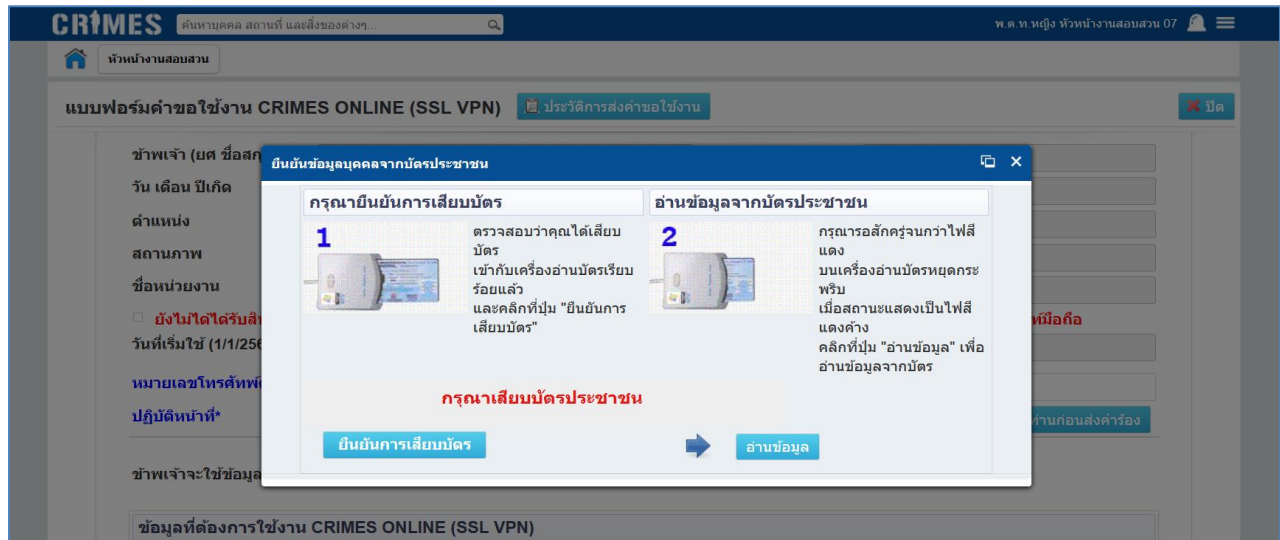 CRIMES
ค้นหาบุคคล สถานที่ และสิ่งของต่างๆ...
พ.ต.ท.หญิง หัวหน้างานสอบสวน 07
หัวหน้างานสอบสวน
แบบฟอร์มคำขอใช้งาน CRIMES ONLINE (SSL VPN)
ประวัติการส่งคำขอใช้งาน
ปิด
ข้าพเจ้า (ยศ ชื่อสก
วัน เดือน ปีเกิด
ตำแหน่ง
สถานภาพ
ชื่อหน่วยงาน
ยังไม่ได้ได้รับสิ
ท์มือถือ
วันที่เริ่มใช้ (1/1/256
หมายเลขโทรศัทพ์
ปฏิบัติหน้าที่*
ท่านก่อนส่งคำร้อง
ข้าพเจ้าจะใช้ข้อมูล
ข้อมูลที่ต้องการใช้งาน CRIMES ONLINE (SSL VPN)
ยืนยันข้อมูลบุคคลจากบัตรประชาชน
กรุณายืนยันการเสียบบัตร
1
ตรวจสอบว่าคุณได้เสียบ
บัตร
เข้ากับเครื่องอ่านบัตรเรียบ
ร้อยแล้ว
และคลิกที่ปุ่ม "ยืนยันการ
เสียบบัตร"
อ่านข้อมูลจากบัตรประชาชน
2
กรุณารอสักครู่จนกว่าไฟสี
แดง
บนเครื่องอ่านบัตรหยุดกระ
พริบ
เมื่อสถานะแสดงเป็นไฟสี
แดงค้าง
คลิกที่ปุ่ม "อ่านข้อมูล" เพื่อ
อ่านข้อมูลจากบัตร
กรุณาเสียบบัตรประชาชน
ยืนยันการเสียบบัตร
อ่านข้อมูล